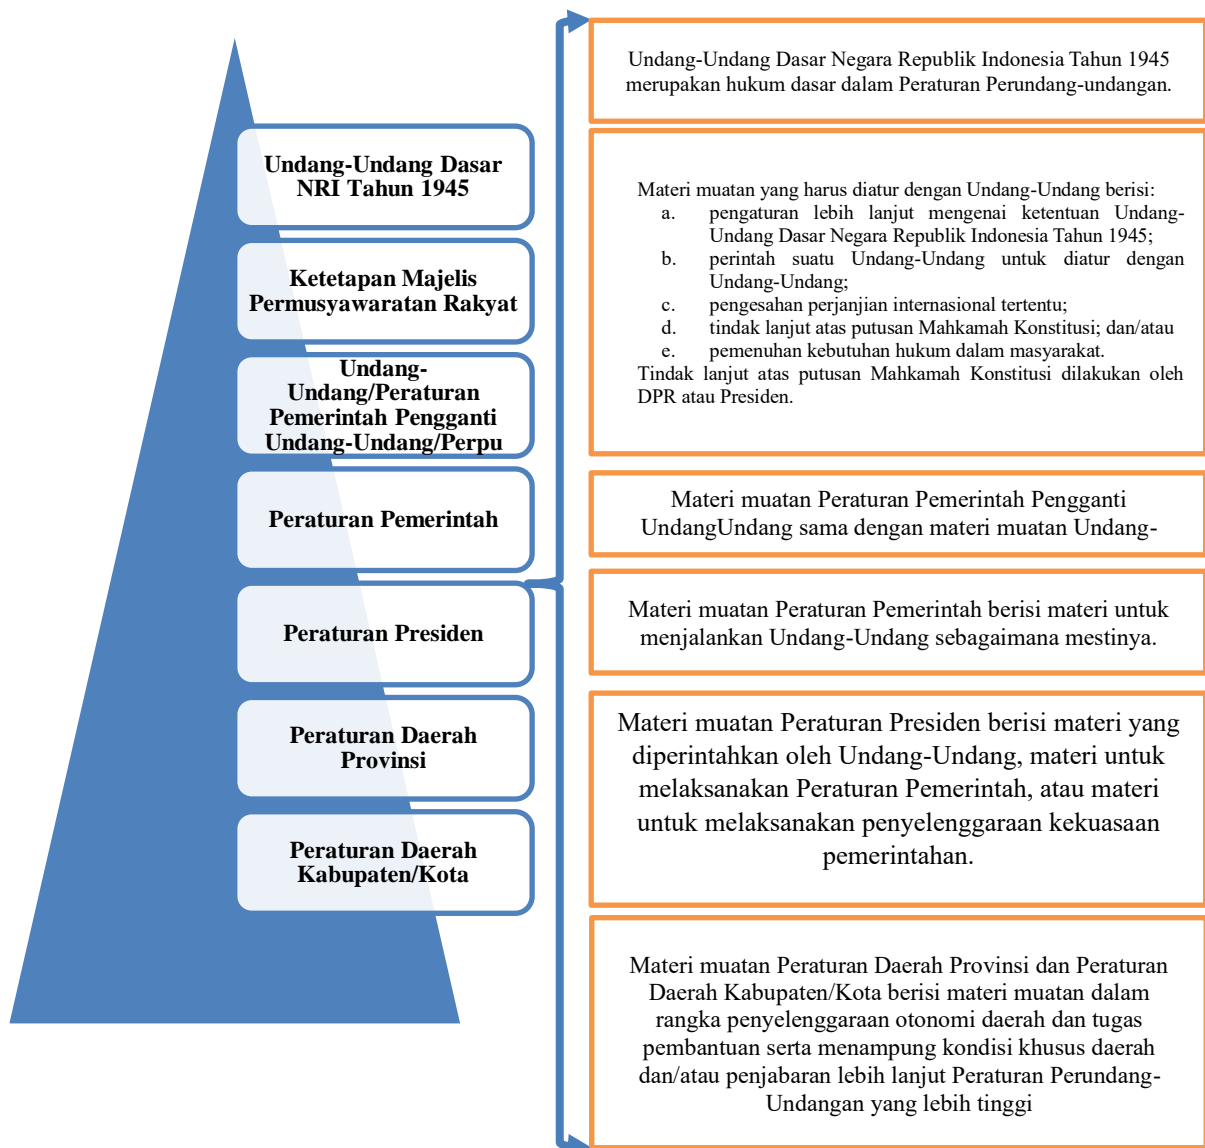 Undang-Undang Dasar
NRI Tahun 1945
Ketetapan Majelis
Permusyawaratan Rakyat
Undang-
Undang/Peraturan
Pemerintah Pengganti
Undang-Undang/Perpu
Peraturan Pemerintah
Peraturan Presiden
Peraturan Daerah
Provinsi
Peraturan Daerah
Kabupaten/Kota
Undang-Undang Dasar Negara Republik Indonesia Tahun 1945
merupakan hukum dasar dalam Peraturan Perundang-undangan.
Materi muatan yang harus diatur dengan Undang-Undang berisi:
a. pengaturan lebih lanjut mengenai ketentuan Undang-
Undang Dasar Negara Republik Indonesia Tahun 1945;
b. perintah suatu Undang-Undang untuk diatur dengan
Undang-Undang;
c. pengesahan perjanjian internasional tertentu;
d. tindak lanjut atas putusan Mahkamah Konstitusi; dan/atau
e. pemenuhan kebutuhan hukum dalam masyarakat.
Tindak lanjut atas putusan Mahkamah Konstitusi dilakukan oleh
DPR atau Presiden.
Materi muatan Peraturan Pemerintah Pengganti
UndangUndang sama dengan materi muatan Undang-
Materi muatan Peraturan Pemerintah berisi materi untuk
menjalankan Undang-Undang sebagaimana mestinya.
Materi muatan Peraturan Presiden berisi materi yang
diperintahkan oleh Undang-Undang, materi untuk
melaksanakan Peraturan Pemerintah, atau materi
untuk melaksanakan penyelenggaraan kekuasaan
pemerintahan.
Materi muatan Peraturan Daerah Provinsi dan Peraturan
Daerah Kabupaten/Kota berisi materi muatan dalam
rangka penyelenggaraan otonomi daerah dan tugas
pembantuan serta menampung kondisi khusus daerah
dan/atau penjabaran lebih lanjut Peraturan Perundang-
Undangan yang lebih tinggi